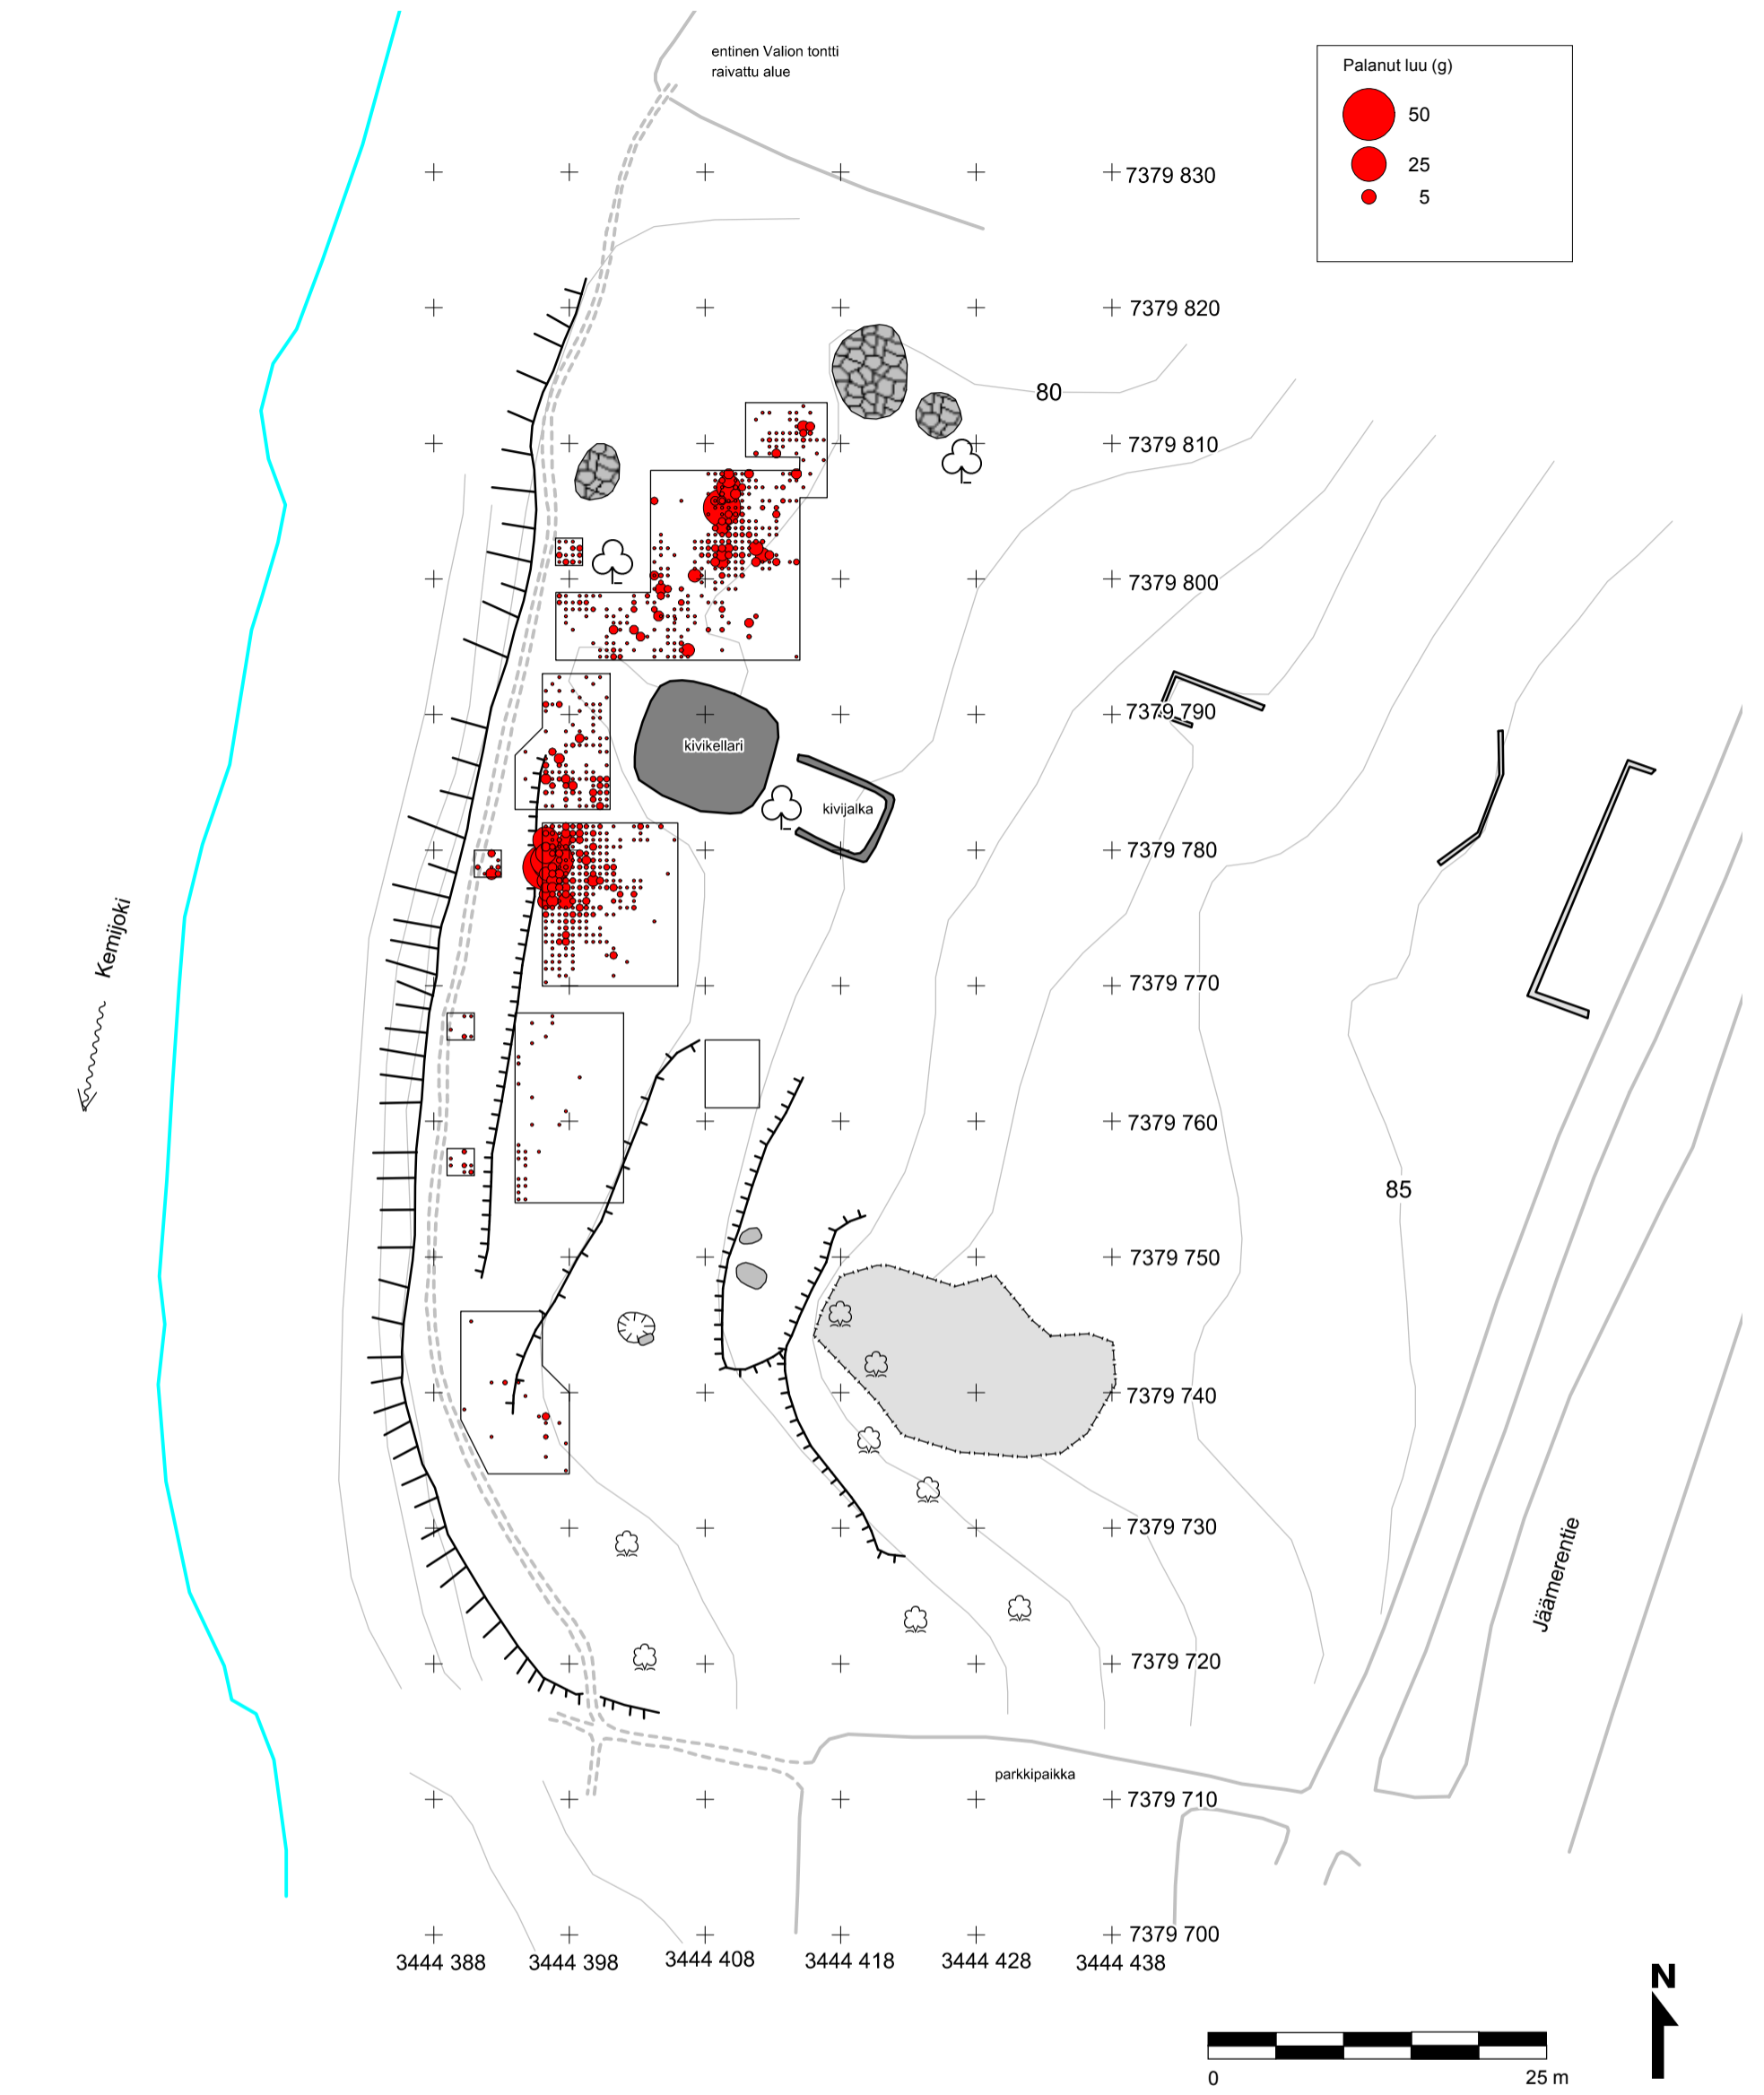 entinen Valion tontti
raivattu alue
Palanut luu (g)
50
25
5
7379 830
7379 820
80
7379 810
7379 800
7379 790
kivikellari
kivijalka
7379 780
Kemijoki
7379 770
7379 760
85
7379 750
7379 740
7379 730
Jäämerentie
7379 720
parkkipaikka
7379 710
7379 700
3444 388 3444 398 3444 408 3444 418 3444 428 3444 438
N
0 25 m